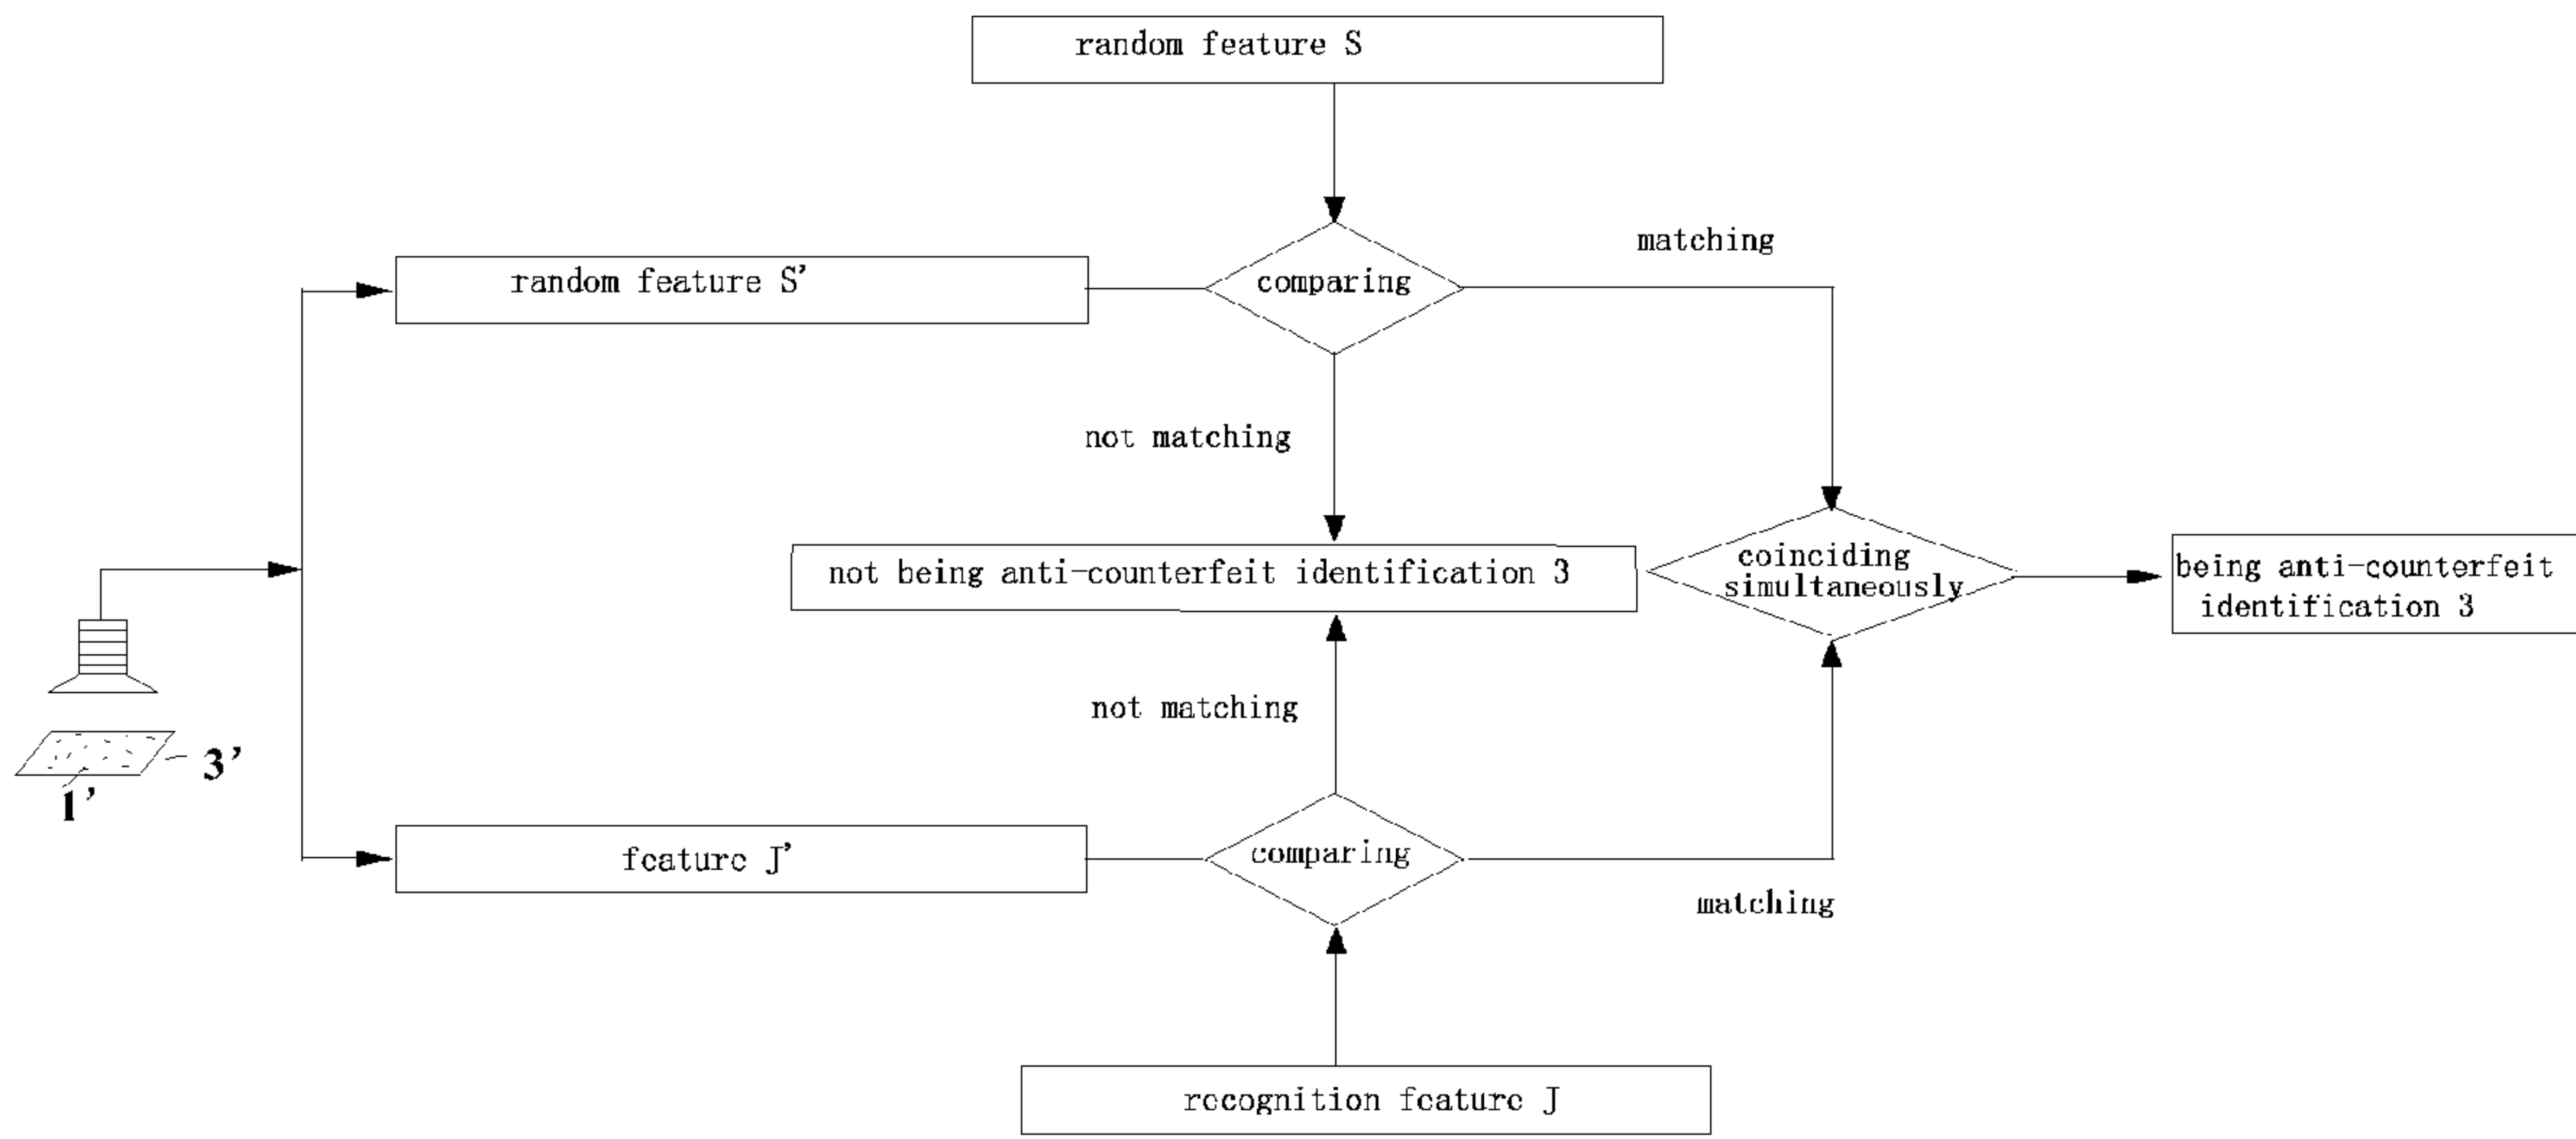 random feature S
matching
random feature S'
comparing
not matching
coinciding
simultaneously
not being anti-counterfeit identification 3
being anti-counterfeit
identification 3
not matching
3'
1'
feature J'
comparing
matching
recognition feature J